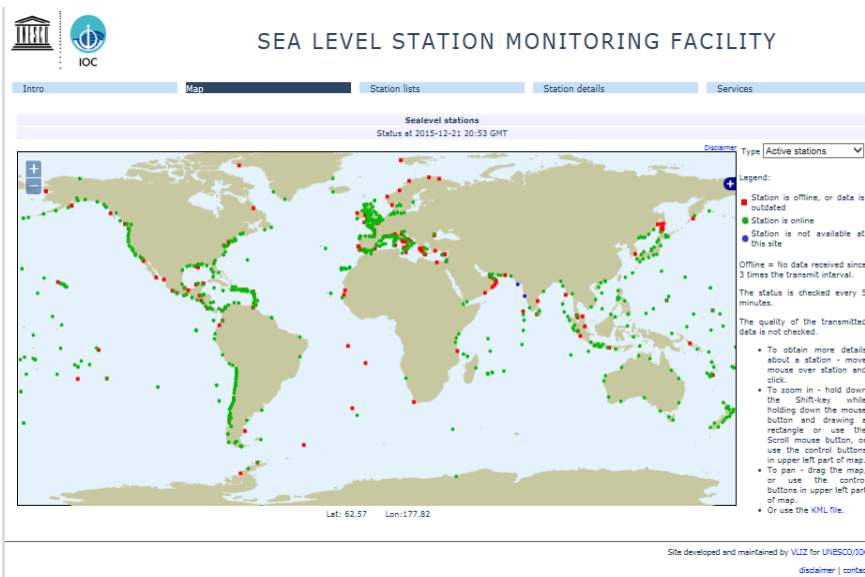 UNESCO
IOC
SEA LEVEL STATION MONITORING FACILITY
Intro
Map
Station lists
Station details
Services
Sealevel stations
Status at 2015-12-21 20:53 GMT
Disclaimer
Type Active stations
+
−
+
Legend:
Station is offline, or data is
outdated
Station is online
Station is not available at
this site
Offline = No data received since
3 times the transmit interval.
The status is checked every 5
minutes.
The quality of the transmitted
data is not checked.
• To obtain more details
about a station - move
mouse over station and
click.
• To zoom in - hold down
the Shift-key while
holding down the mouse
button and drawing a
rectangle or use the
Scroll mouse button, or
use the control buttons
in upper left part of map.
• To pan - drag the map,
or use the contro
buttons in upper left part
of map.
• Or use the KML file.
Lat: 62.57 Lon:177.82
Site developed and maintained by VLIZ for UNESCO/IOC
disclaimer | contac